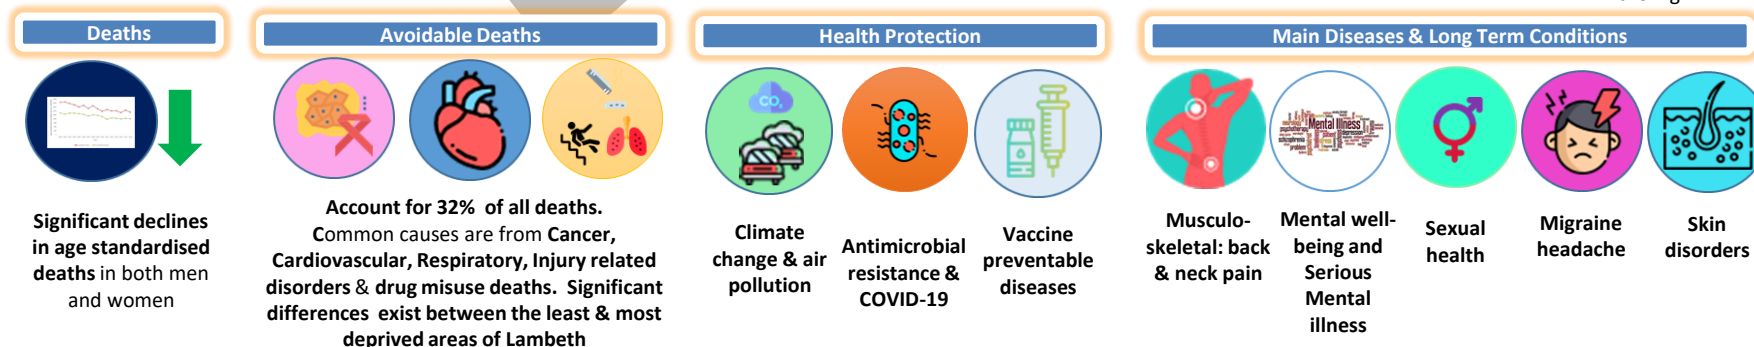 Deaths
Significant declines
in age standardised
deaths in both men
and women
Avoidable Deaths
Account for 32% of all deaths.
Common causes are from Cancer,
Cardiovascular, Respiratory, Injury related
disorders & drug misuse deaths. Significant
differences exist between the least & most
deprived areas of Lambeth
Health Protection
CO₂
Climate
change & air
pollution
Antimicrobial
resistance &
COVID-19
Vaccine
preventable
diseases
Main Diseases & Long Term Conditions
Musculo-
skeletal: back
& neck pain
Mental Illness
Mental well-
being and
Serious
Mental
illness
Sexual
health
Migraine
headache
Skin
disorders